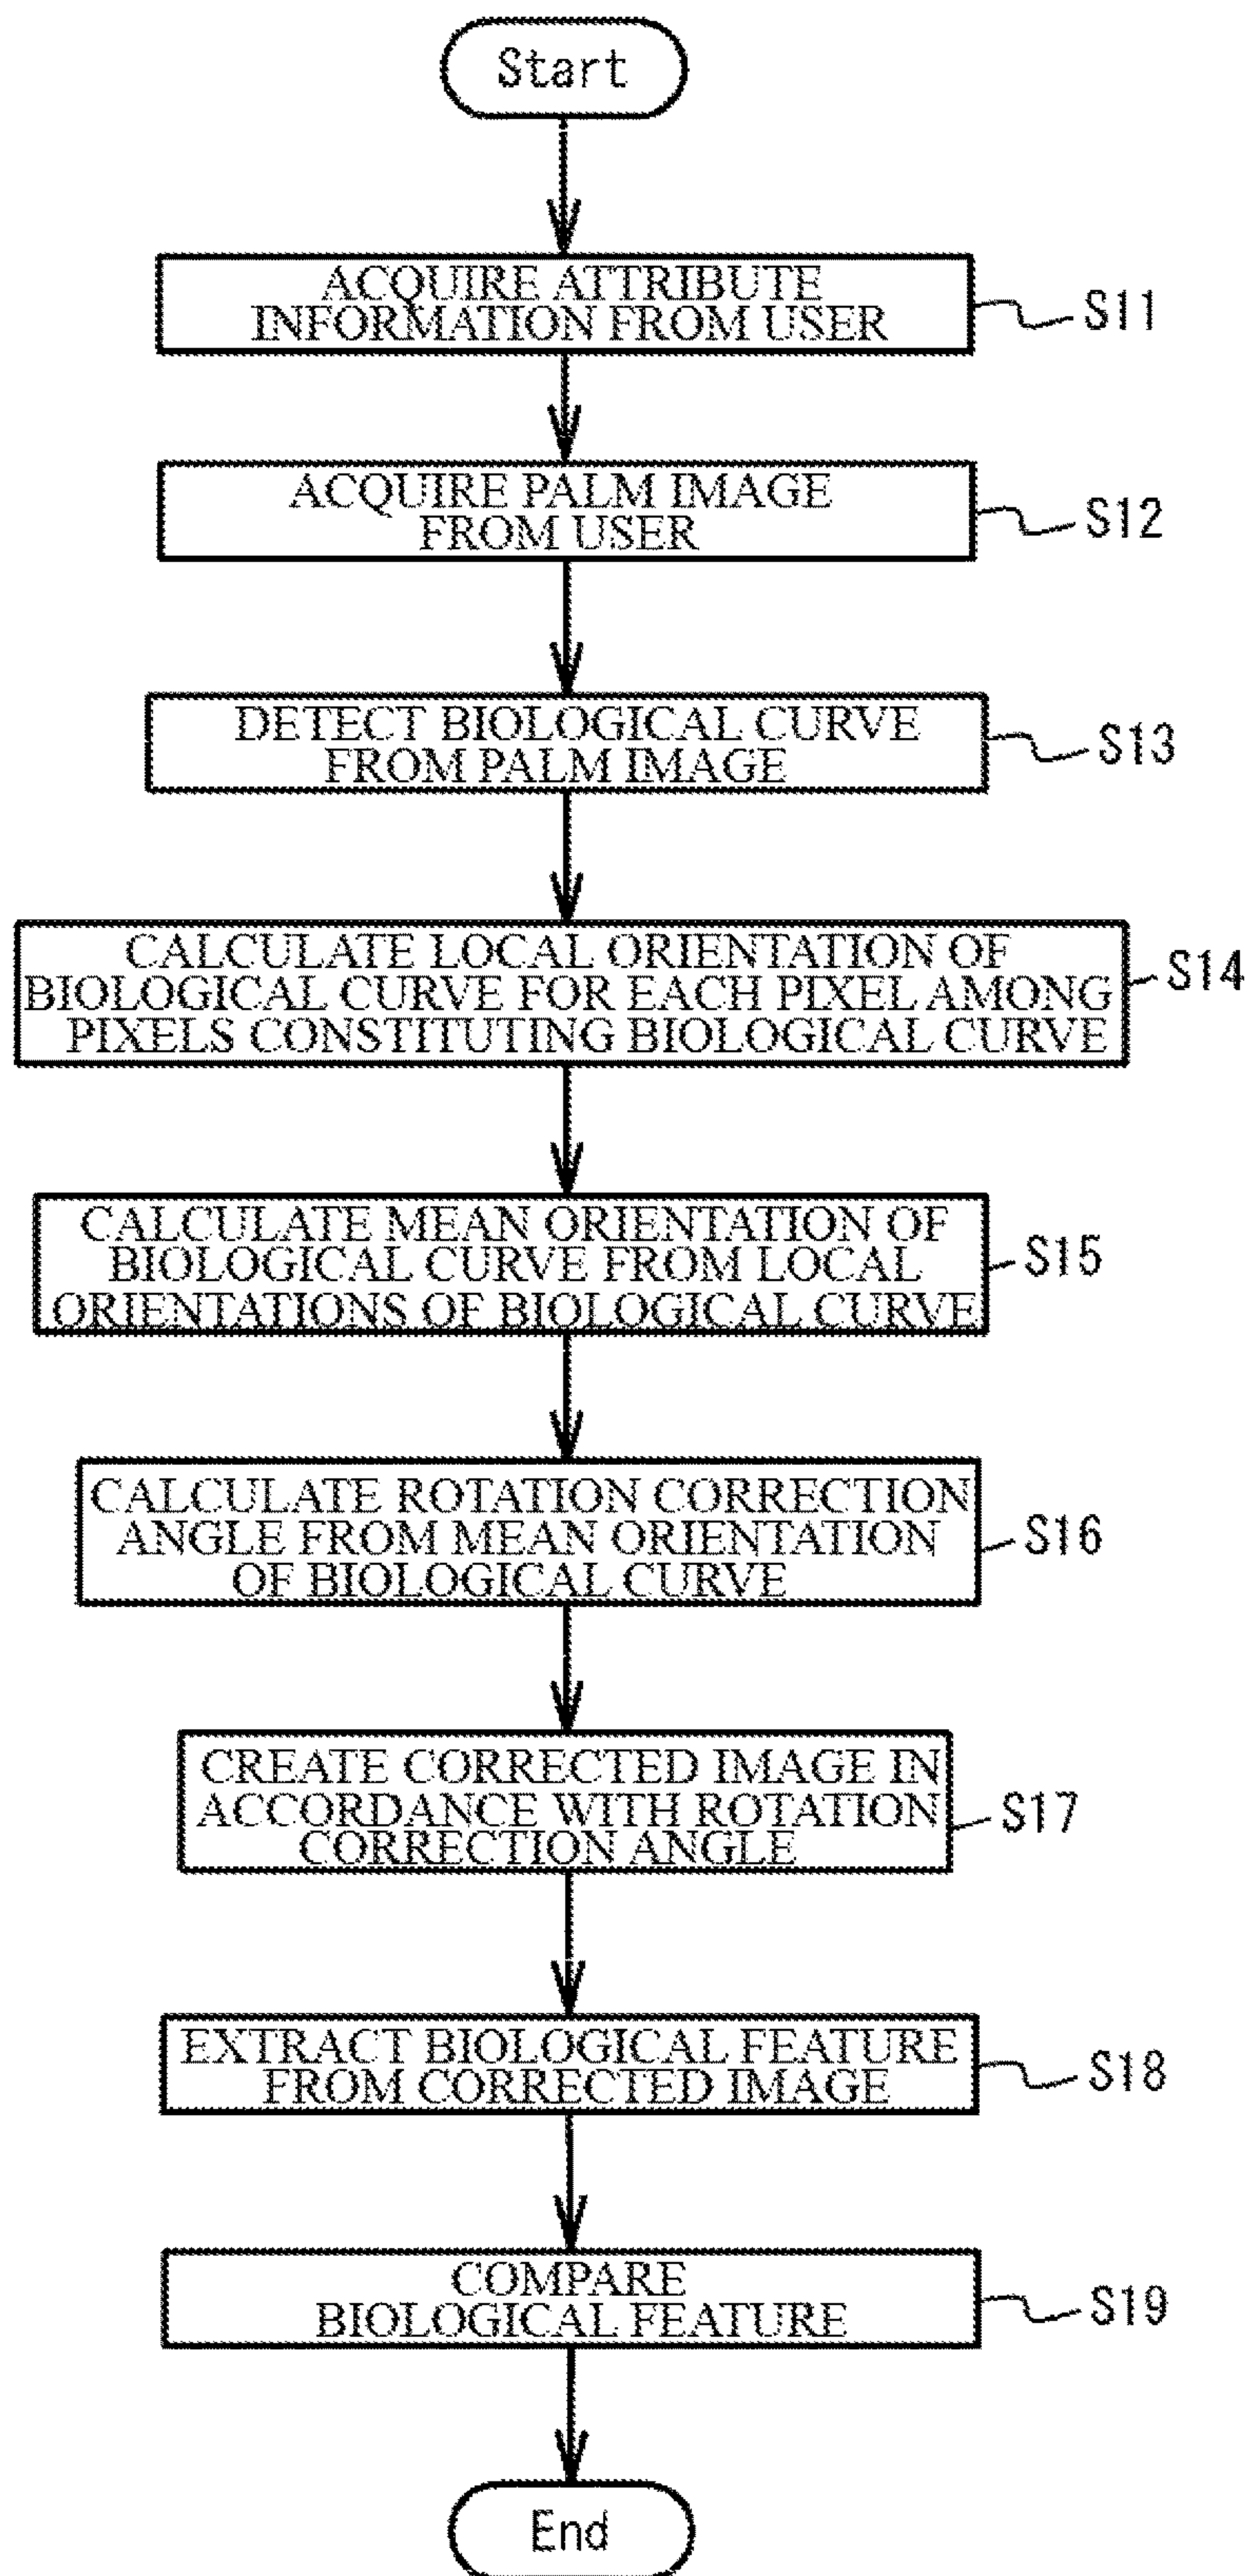 Start
ACQUIRE ATTRIBUTE
INFORMATION FROM USER
S11
ACQUIRE PALM IMAGE
FROM USER
S12
DETECT BIOLOGICAL CURVE
FROM PALM IMAGE
S13
CALCULATE LOCAL ORIENTATION OF
BIOLOGICAL CURVE FOR EACH PIXEL AMONG
PIXELS CONSTITUTING BIOLOGICAL CURVE
S14
CALCULATE MEAN ORIENTATION OF
BIOLOGICAL CURVE FROM LOCAL
ORIENTATIONS OF BIOLOGICAL CURVE
S15
CALCULATE ROTATION CORRECTION
ANGLE FROM MEAN ORIENTATION
OF BIOLOGICAL CURVE
S16
CREATE CORRECTED IMAGE IN
ACCORDANCE WITH ROTATION
CORRECTION ANGLE
S17
EXTRACT BIOLOGICAL FEATURE
FROM CORRECTED IMAGE
S18
COMPARE
BIOLOGICAL FEATURE
S19
End